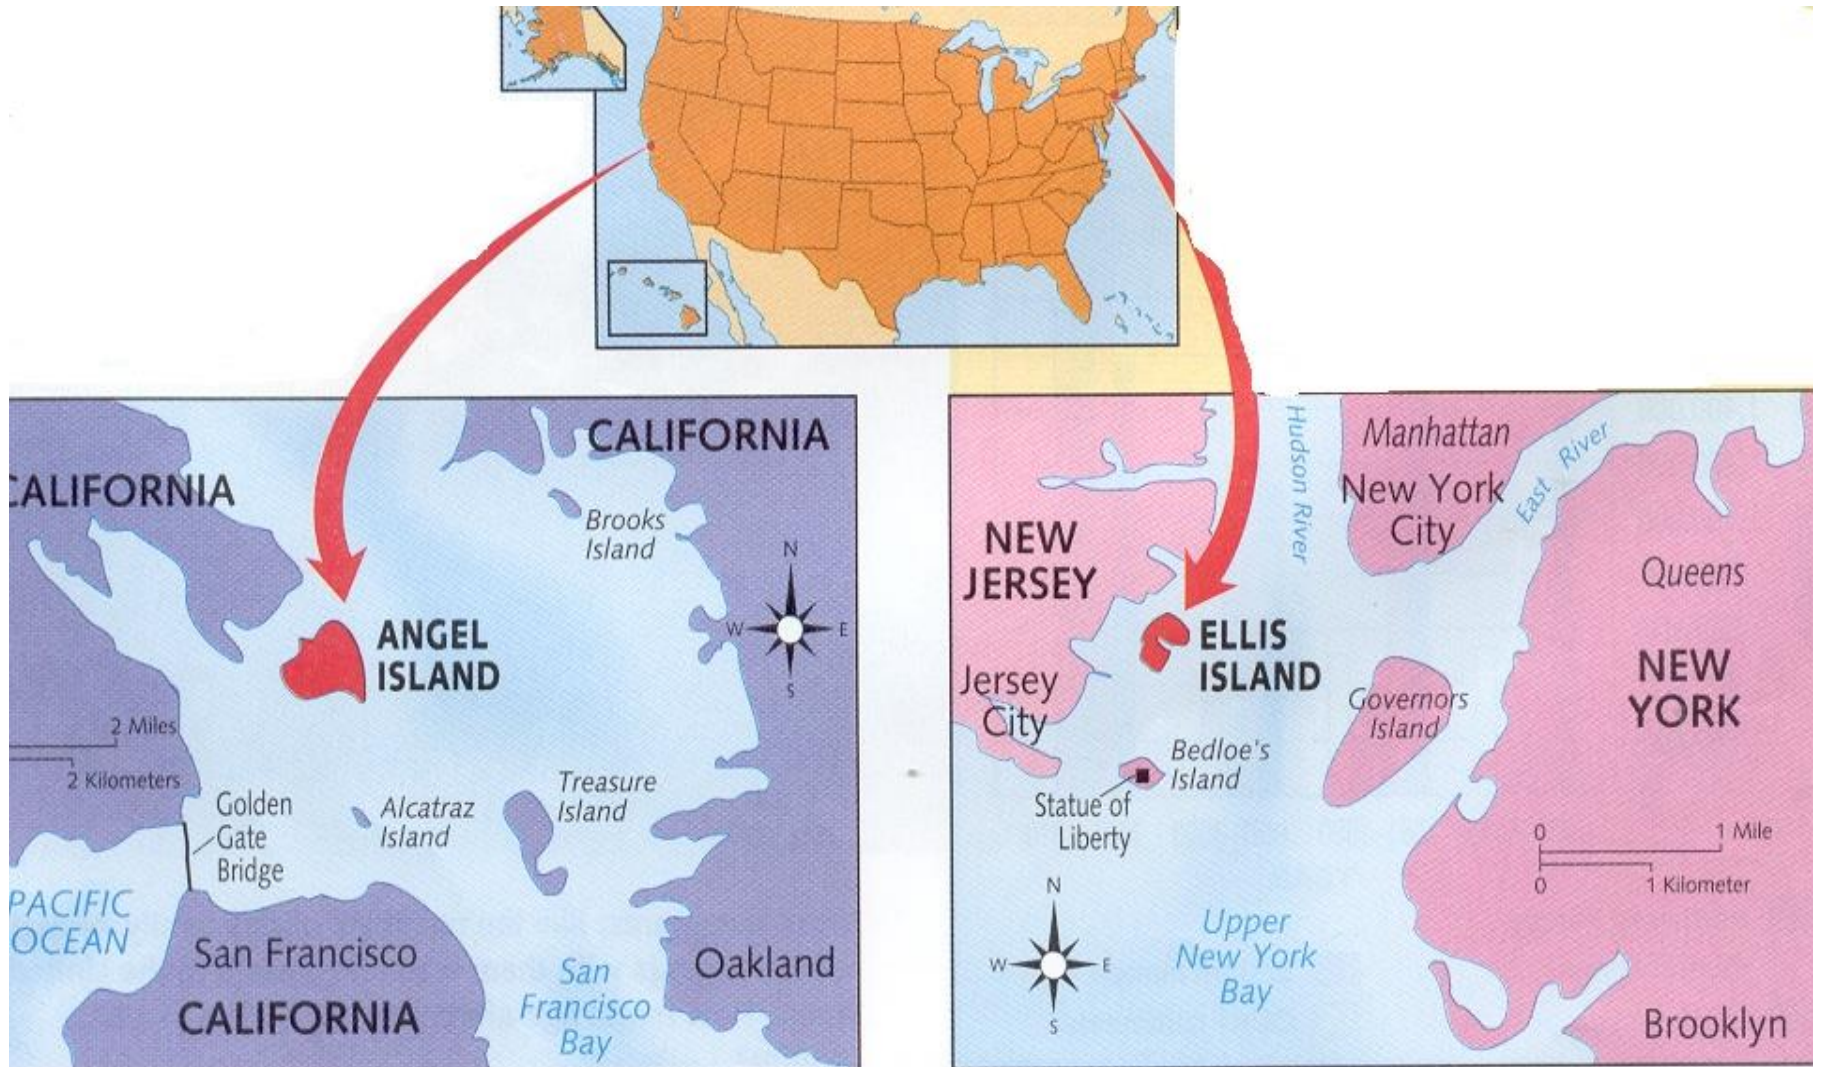 CALIFORNIA
CALIFORNIA
Brooks
Island
N
W
E
S
ANGEL
ISLAND
2 Miles
2 Kilometers
Golden
Gate
Bridge
Alcatraz
Island
Treasure
Island
PACIFIC
OCEAN
San Francisco
CALIFORNIA
San
Francisco
Bay
Oakland
Hudson River
Manhattan
New York
City
East River
NEW
JERSEY
Queens
ELLIS
ISLAND
Jersey
City
Governors
Island
NEW
YORK
Bedloe's
Island
Statue of
Liberty
0
1 Mile
0
1 Kilometer
N
W
E
S
Upper
New York
Bay
Brooklyn